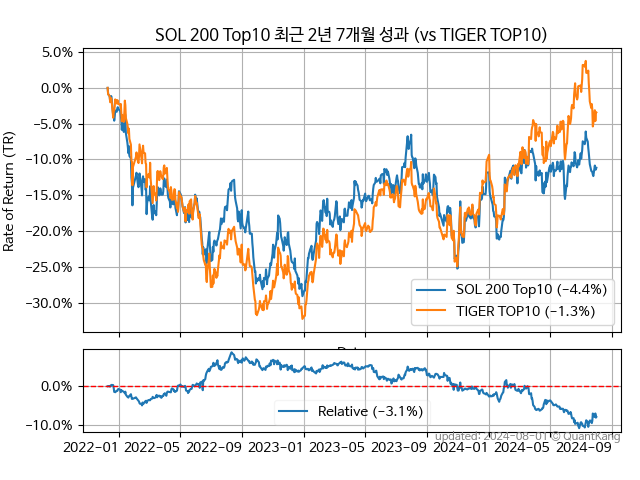 SOL 200 Top10 최근 2년 7개월 성과 (vs TIGER TOP10)
Rate of Return (TR)
5.0%
0.0%
−5.0%
−10.0%
−15.0%
−20.0%
−25.0%
−30.0%
SOL 200 Top10 (−4.4%)
TIGER TOP10 (−1.3%)
0.0%
−10.0%
Relative (−3.1%)
updated: 2024-08-01 © QuantKang
2022−01 2022−05 2022−09 2023−01 2023−05 2023−09 2024−01 2024−05 2024−09